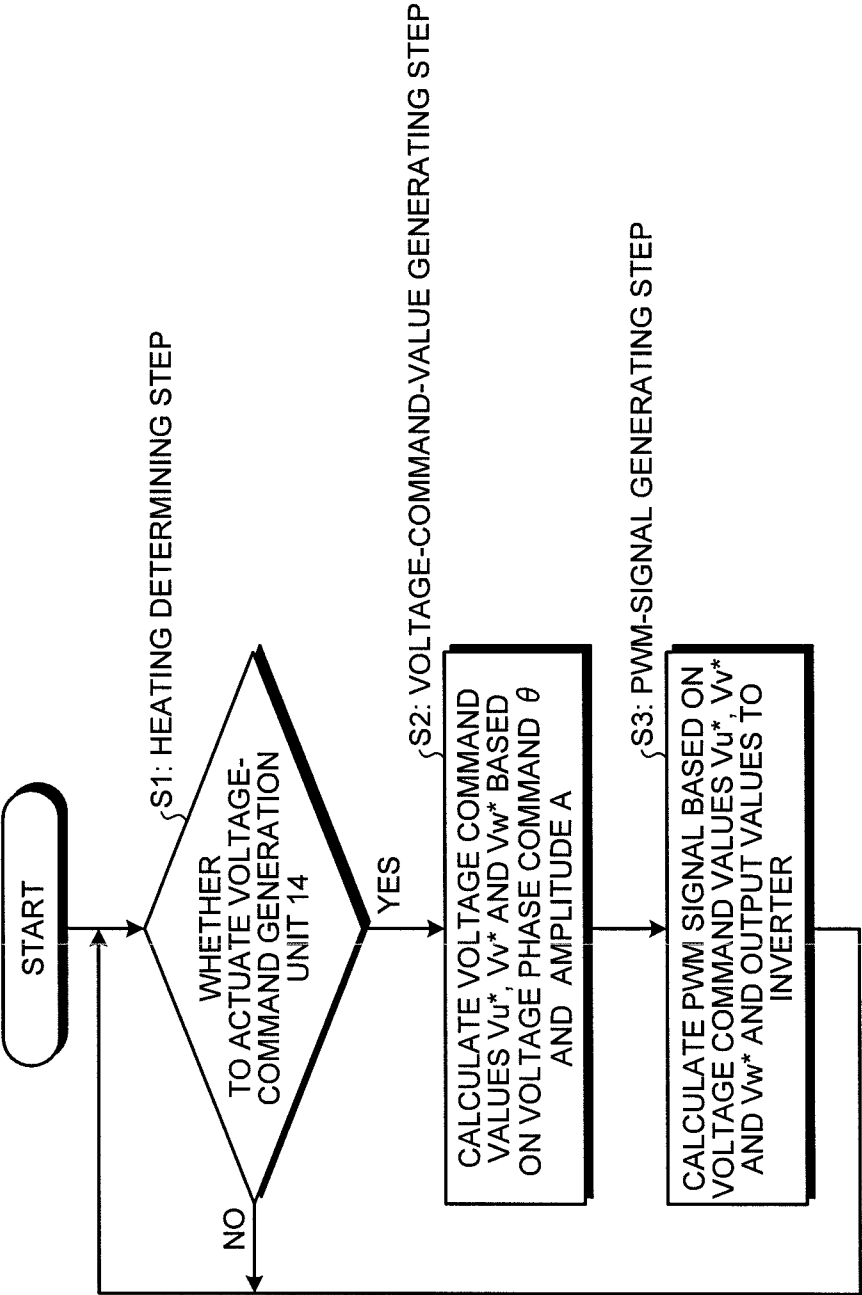 START
S1: HEATING DETERMINING STEP
WHETHER
TO ACTUATE VOLTAGE-
COMMAND GENERATION
UNIT 14
NO
YES
S2: VOLTAGE-COMMAND-VALUE GENERATING STEP
CALCULATE VOLTAGE COMMAND
VALUES Vu*, Vv* AND Vw* BASED
ON VOLTAGE PHASE COMMAND θ
AND AMPLITUDE A
S3: PWM-SIGNAL GENERATING STEP
CALCULATE PWM SIGNAL BASED ON
VOLTAGE COMMAND VALUES Vu*, Vv*
AND Vw* AND OUTPUT VALUES TO
INVERTER